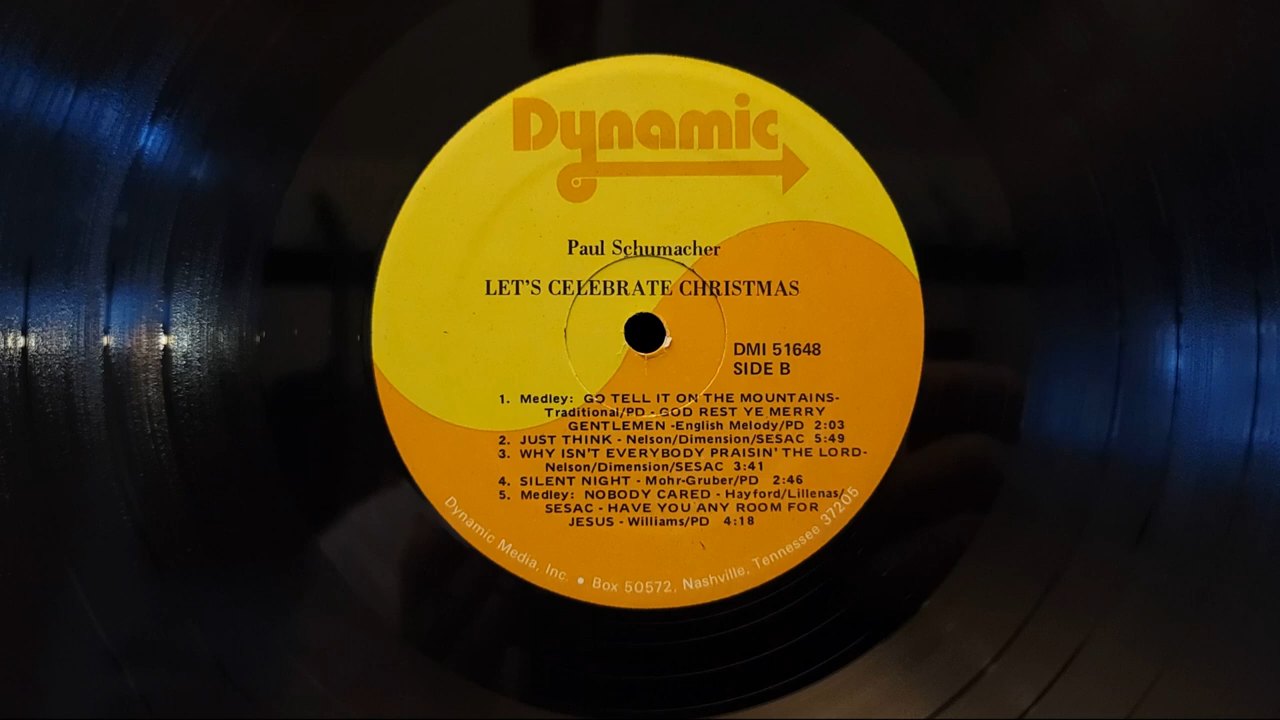 Dynamic
Paul Schumacher
LET'S CELEBRATE CHRISTMAS
DMI 51648
SIDE B
1. Medley: GO TELL IT ON THE MOUNTAINS-
Traditional/PD - GOD REST YE MERRY
GENTLEMEN -English Melody/PD 2:03
2. JUST THINK - Nelson/Dimension/SESAC 5:49
3. WHY ISN'T EVERYBODY PRAISIN' THE LORD-
Nelson/Dimension/SESAC 3:41
4. SILENT NIGHT - Mohr-Gruber/PD 2:46
5. Medley: NOBODY CARED - Hayford/Lillenas/
SESAC - HAVE YOU ANY ROOM FOR
JESUS - Williams/PD 4:18
Dynamic Media, Inc. • Box 50572, Nashville, Tennessee 37205